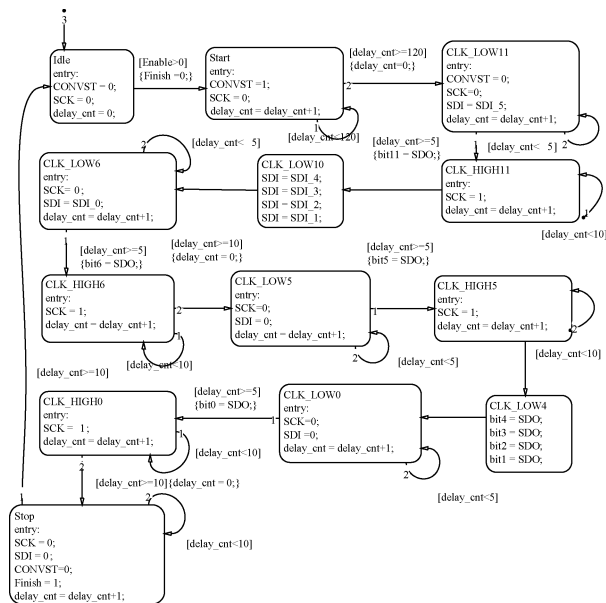 3
Idle
entry:
CONVST = 0;
SCK = 0;
delay_cnt = 0;
[Enable>0]
{Finish =0;}
Start
entry:
CONVST =1;
SCK = 0;
delay_cnt = delay_cnt+1;
1
2
[delay_cnt<120]
[delay_cnt>=120]
{delay_cnt=0;}
CLK_LOW11
entry:
CONVST = 0;
SCK=0;
SDI = SDI_5;
delay_cnt = delay_cnt+1;
1
2
[delay_cnt< 5]
[delay_cnt>=5]
{bit11 = SDO;}
CLK_HIGH11
entry:
SCK = 1;
delay_cnt = delay_cnt+1;
1
[delay_cnt<10]
CLK_LOW10
SDI = SDI_4;
SDI = SDI_3;
SDI = SDI_2;
SDI = SDI_1;
2
[delay_cnt< 5]
CLK_LOW6
entry:
SCK= 0;
SDI = SDI_0;
delay_cnt = delay_cnt+1;
1
[delay_cnt>=5]
{bit6 = SDO;}
CLK_HIGH6
entry:
SCK = 1;
delay_cnt = delay_cnt+1;
1
2
[delay_cnt<10]
[delay_cnt>=10]
{delay_cnt = 0;}
CLK_LOW5
entry:
SCK=0;
SDI = 0;
delay_cnt = delay_cnt+1;
1
2
[delay_cnt<5]
[delay_cnt>=5]
{bit5 = SDO;}
CLK_HIGH5
entry:
SCK = 1;
delay_cnt = delay_cnt+1;
2
[delay_cnt<10]
[delay_cnt>=10]
CLK_LOW4
bit4 = SDO;
bit3 = SDO;
bit2 = SDO;
bit1 = SDO;
CLK_LOW0
entry:
SCK=0;
SDI =0;
delay_cnt = delay_cnt+1;
1
2
[delay_cnt<5]
[delay_cnt>=5]
{bit0 = SDO;}
CLK_HIGH0
entry:
SCK = 1;
delay_cnt = delay_cnt+1;
1
2
[delay_cnt<10]
[delay_cnt>=10]{delay_cnt = 0;}
Stop
entry:
SCK = 0;
SDI = 0;
CONVST=0;
Finish = 1;
delay_cnt = delay_cnt+1;
1
2
[delay_cnt<10]